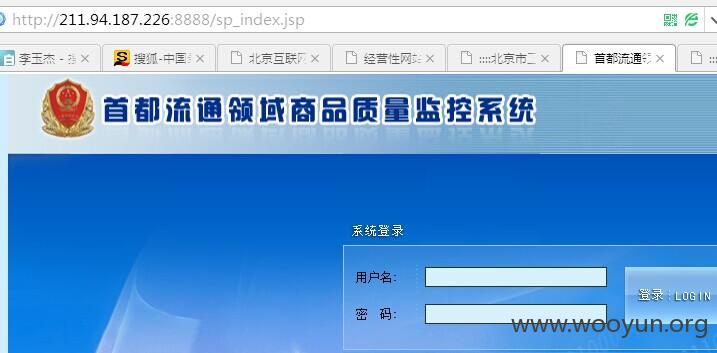 http://211.94.187.226:8888/sp_index.jsp
李玉杰 - 搜 搜狐-中国 北京互联网 经营性网站 ::::北京市工 首都流通领 ::::
首都流通领域商品质量监控系统
系统登录
用户名:
登录 : LOGIN
密 码:
www.wooyun.org